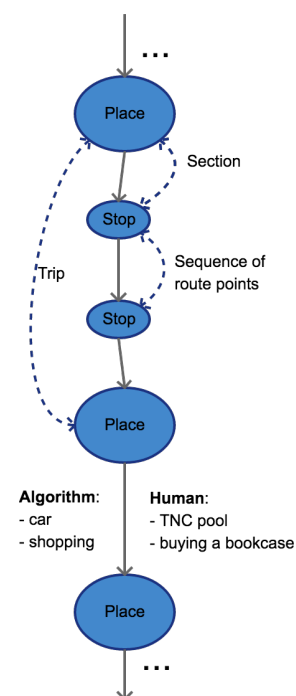 ...
Place
Section
Stop
Trip
Sequence of
route points
Stop
Place
Algorithm:
- car
- shopping
Human:
- TNC pool
- buying a bookcase
Place
...